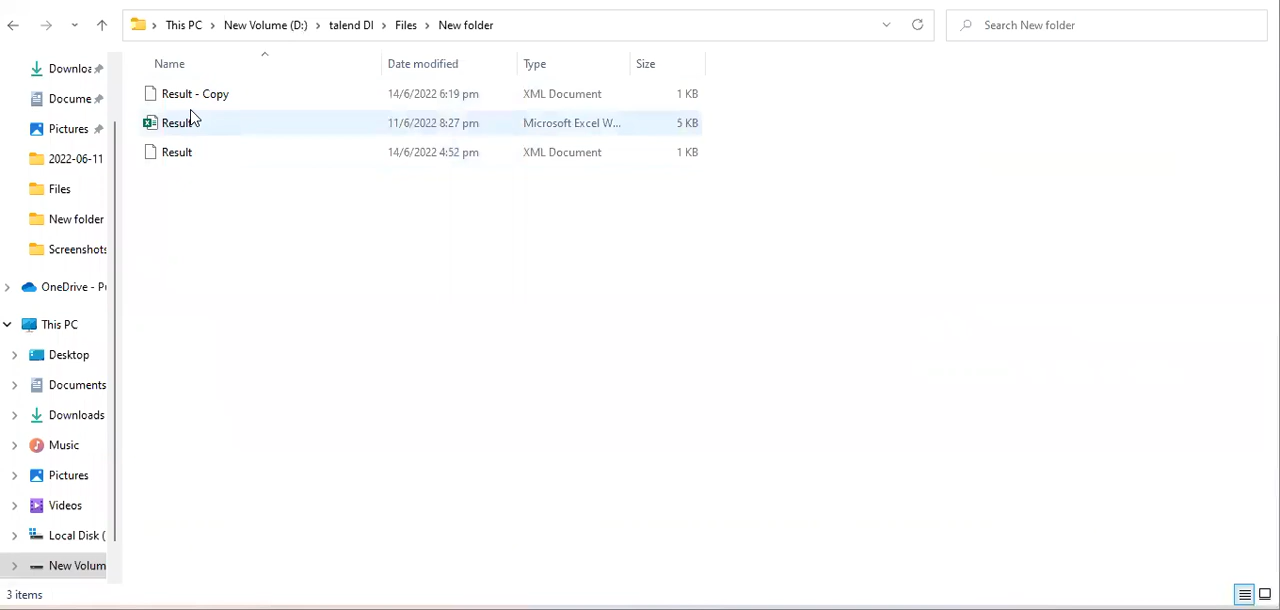 This PC > New Volume (D:) > talend DI > Files > New folder
Search New folder
Name Date modified Type Size
Result - Copy 14/6/2022 6:19 pm XML Document 1 KB
Result 11/6/2022 8:27 pm Microsoft Excel W... 5 KB
Result 14/6/2022 4:52 pm XML Document 1 KB
Downloa
Docume
Pictures
2022-06-11
Files
New folder
Screenshots
OneDrive - Pu
This PC
Desktop
Documents
Downloads
Music
Pictures
Videos
Local Disk (
New Volum
3 items